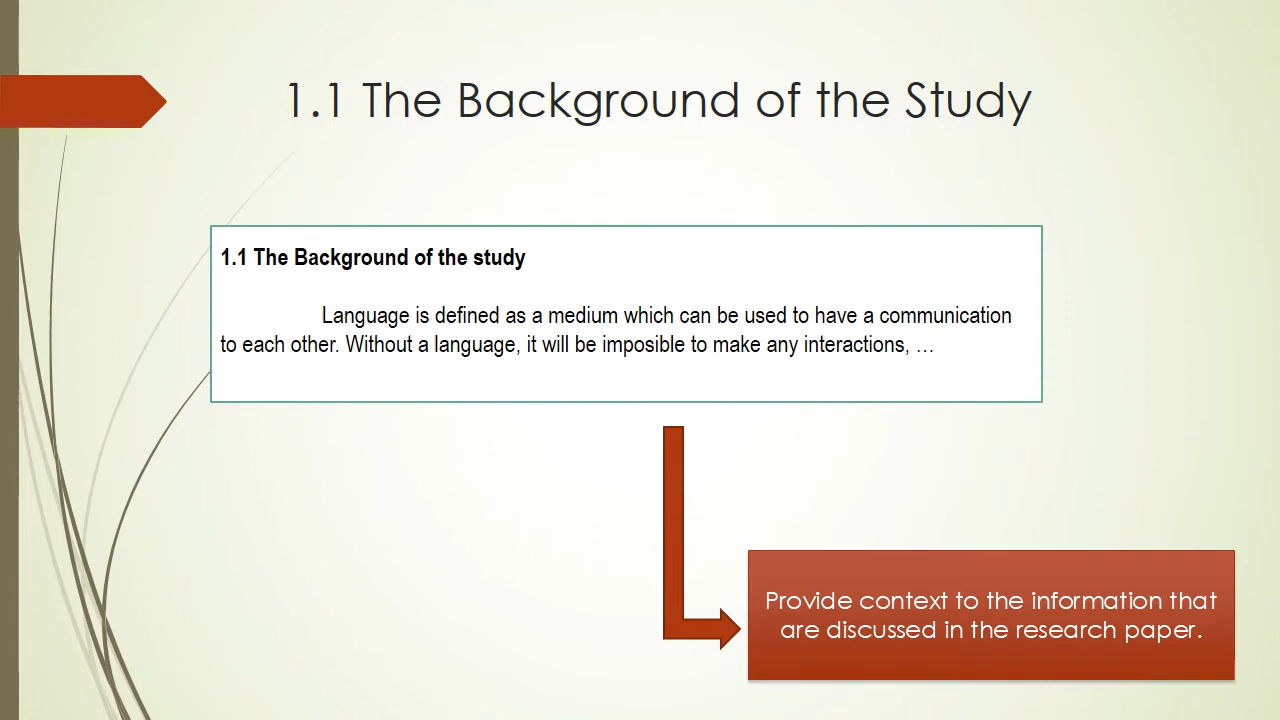 1.1 The Background of the Study
1.1 The Background of the study
Language is defined as a medium which can be used to have a communication
to each other. Without a language, it will be imposible to make any interactions, …
Provide context to the information that
are discussed in the research paper.